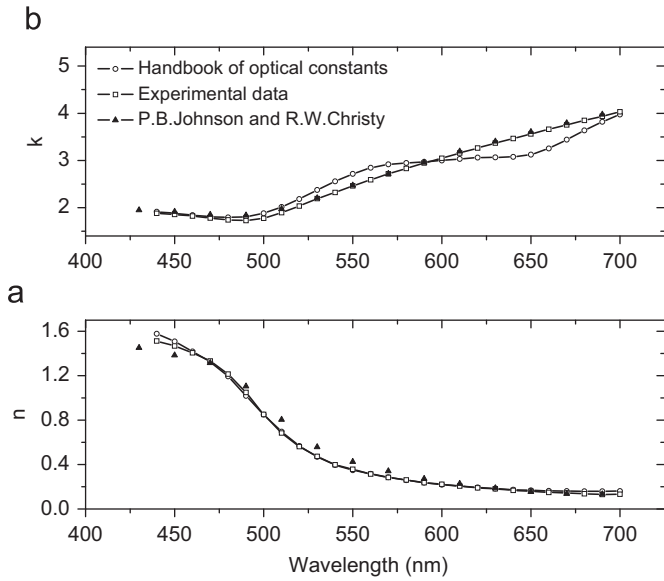 b
5
4
3
2
k
Handbook of optical constants
Experimental data
P.B.Johnson and R.W.Christy
400 450 500 550 600 650 700
a
1.6
1.2
0.8
0.4
0.0
n
400 450 500 550 600 650 700
Wavelength (nm)